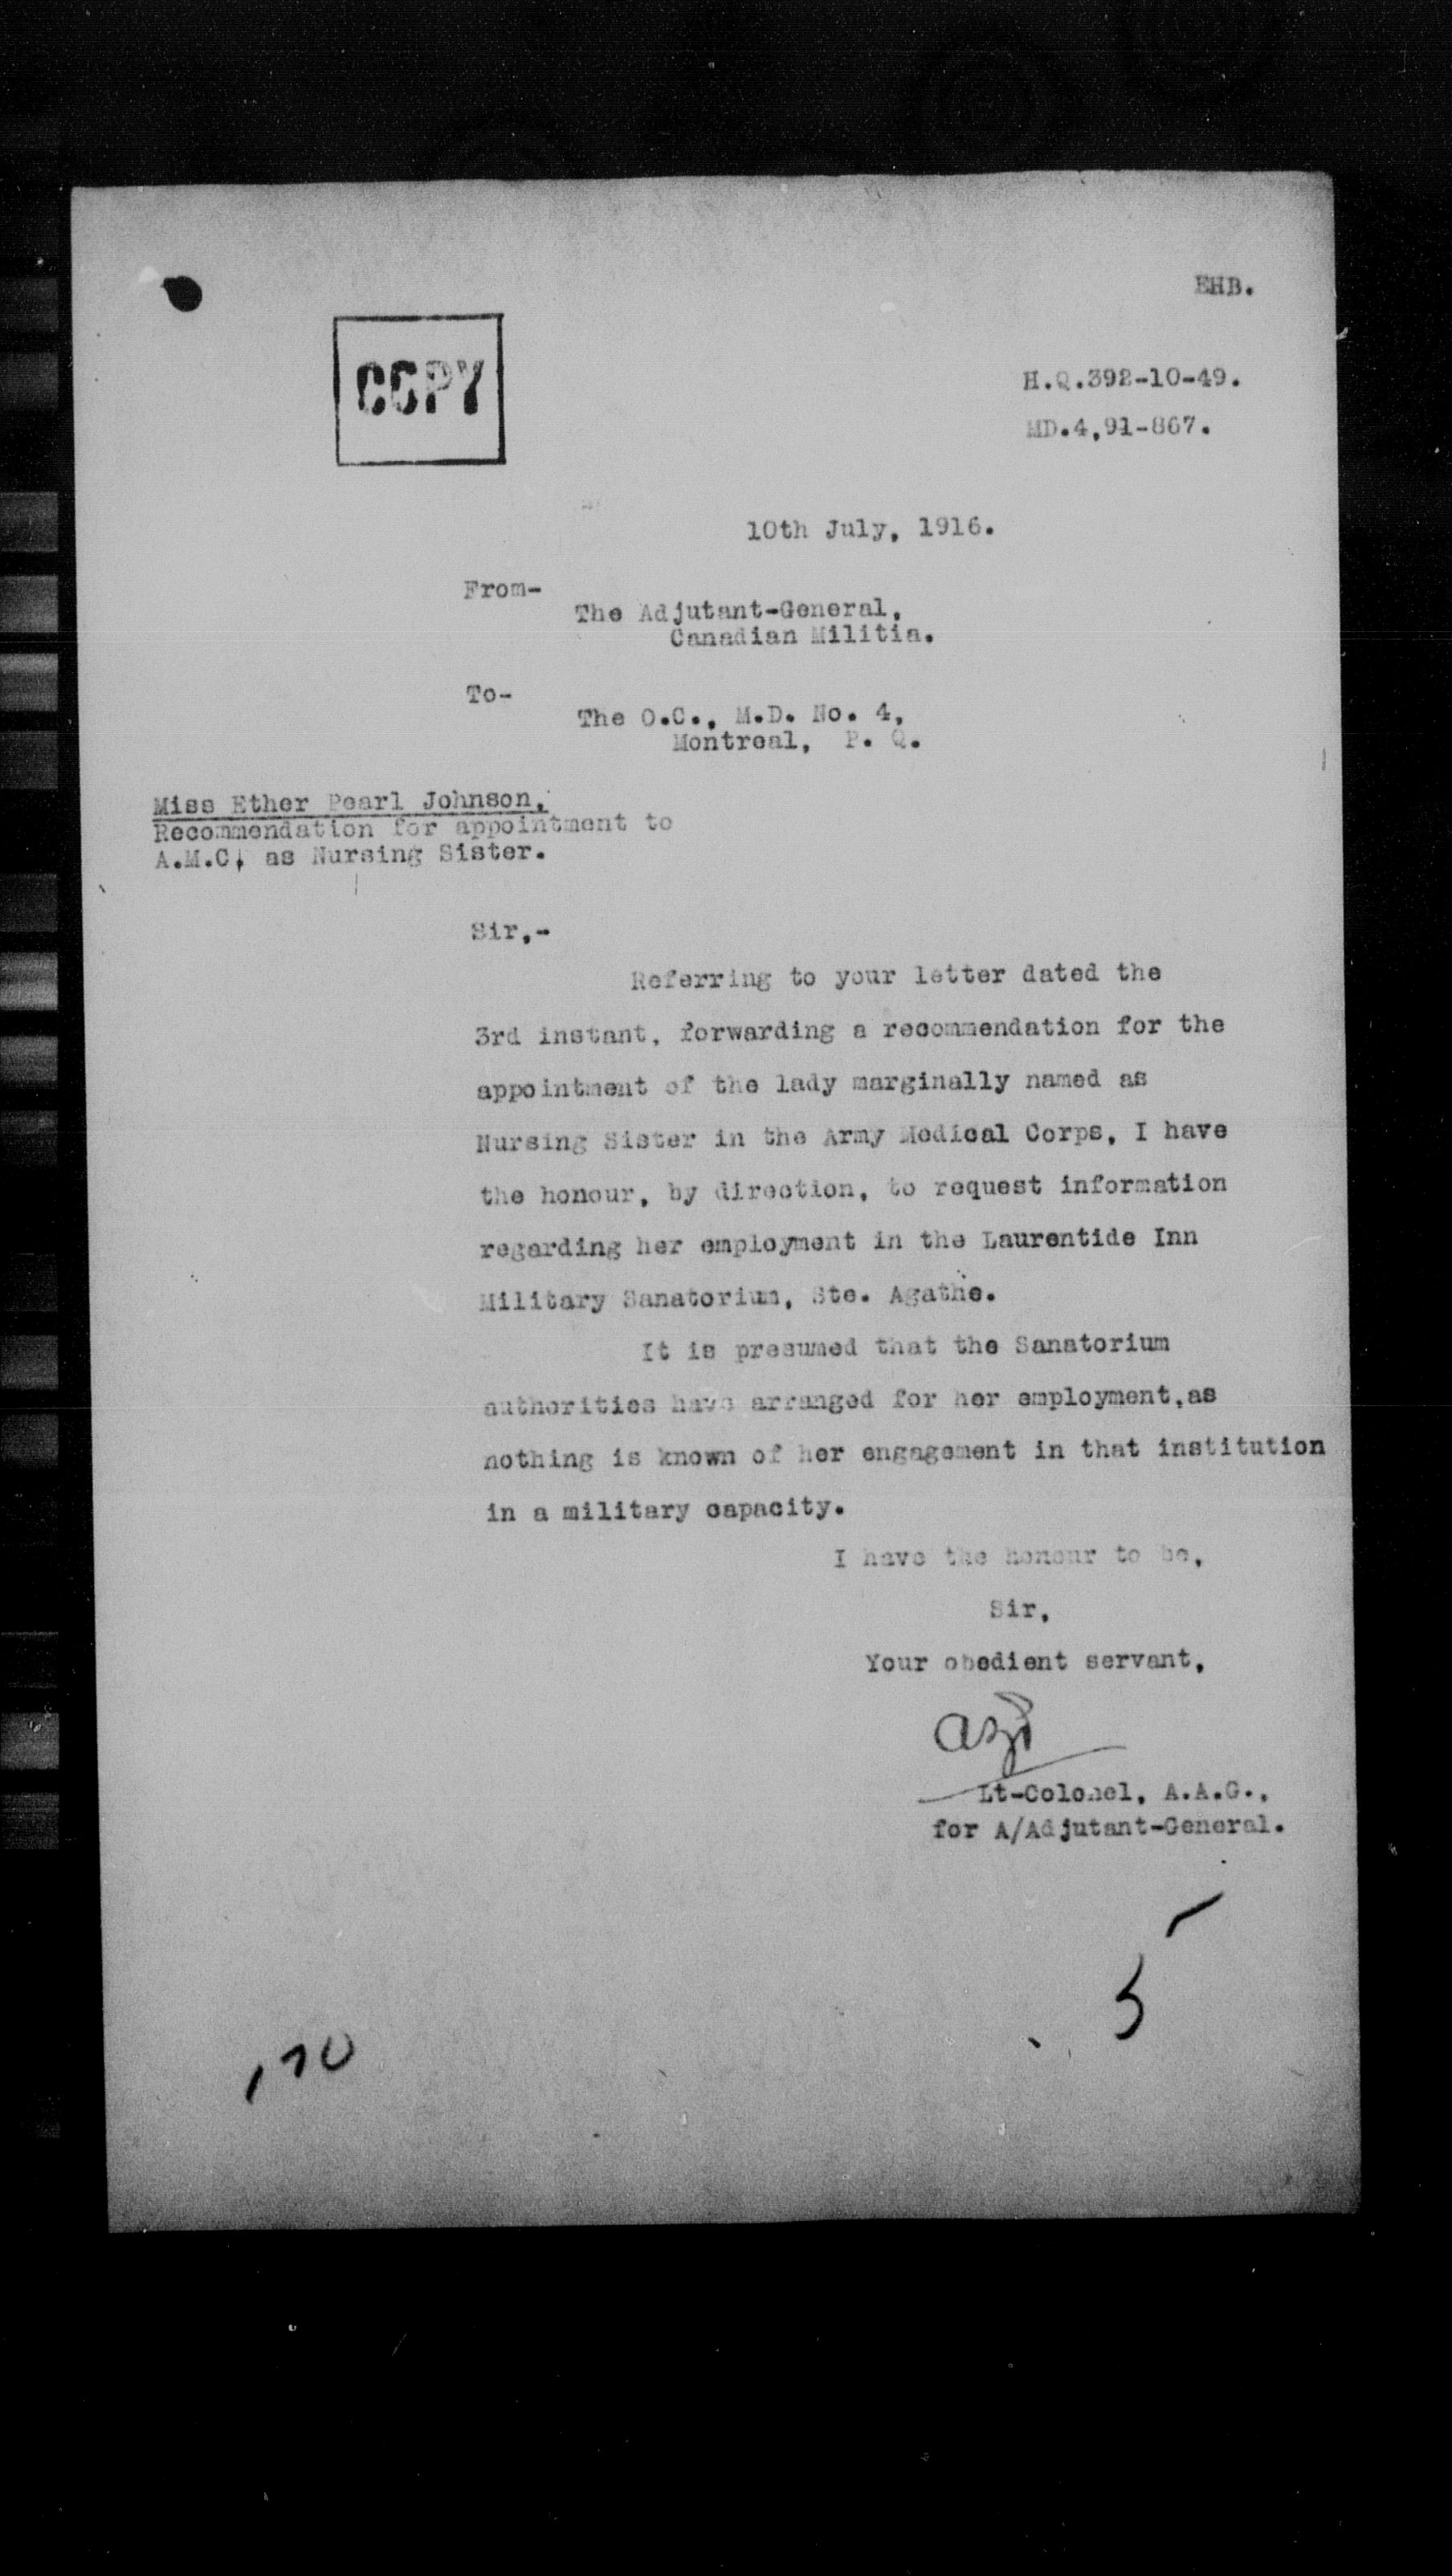 EHB.
COPY
H.Q.392-10-49.
MD.4,91-867.
10th July, 1916.
From-
The Adjutant-General,
Canadian Militia.
To-
The O.C., M.D. No. 4,
Montreal, P. Q.
Miss Ether Pearl Johnson,
Recommendation for appointment to
A.M.C. as Nursing Sister.
Sir,-
Referring to your letter dated the
3rd instant, forwarding a recommendation for the
appointment of the lady marginally named as
Nursing Sister in the Army Medical Corps, I have
the honour, by direction, to request information
regarding her employment in the Laurentide Inn
Military Sanatorium, Ste. Agathe.
It is presumed that the Sanatorium
authorities have arranged for her employment,as
nothing is known of her engagement in that institution
in a military capacity.
I have the honour to be,
Sir,
Your obedient servant,
Lt-Colonel, A.A.G.,
for A/Adjutant-General.